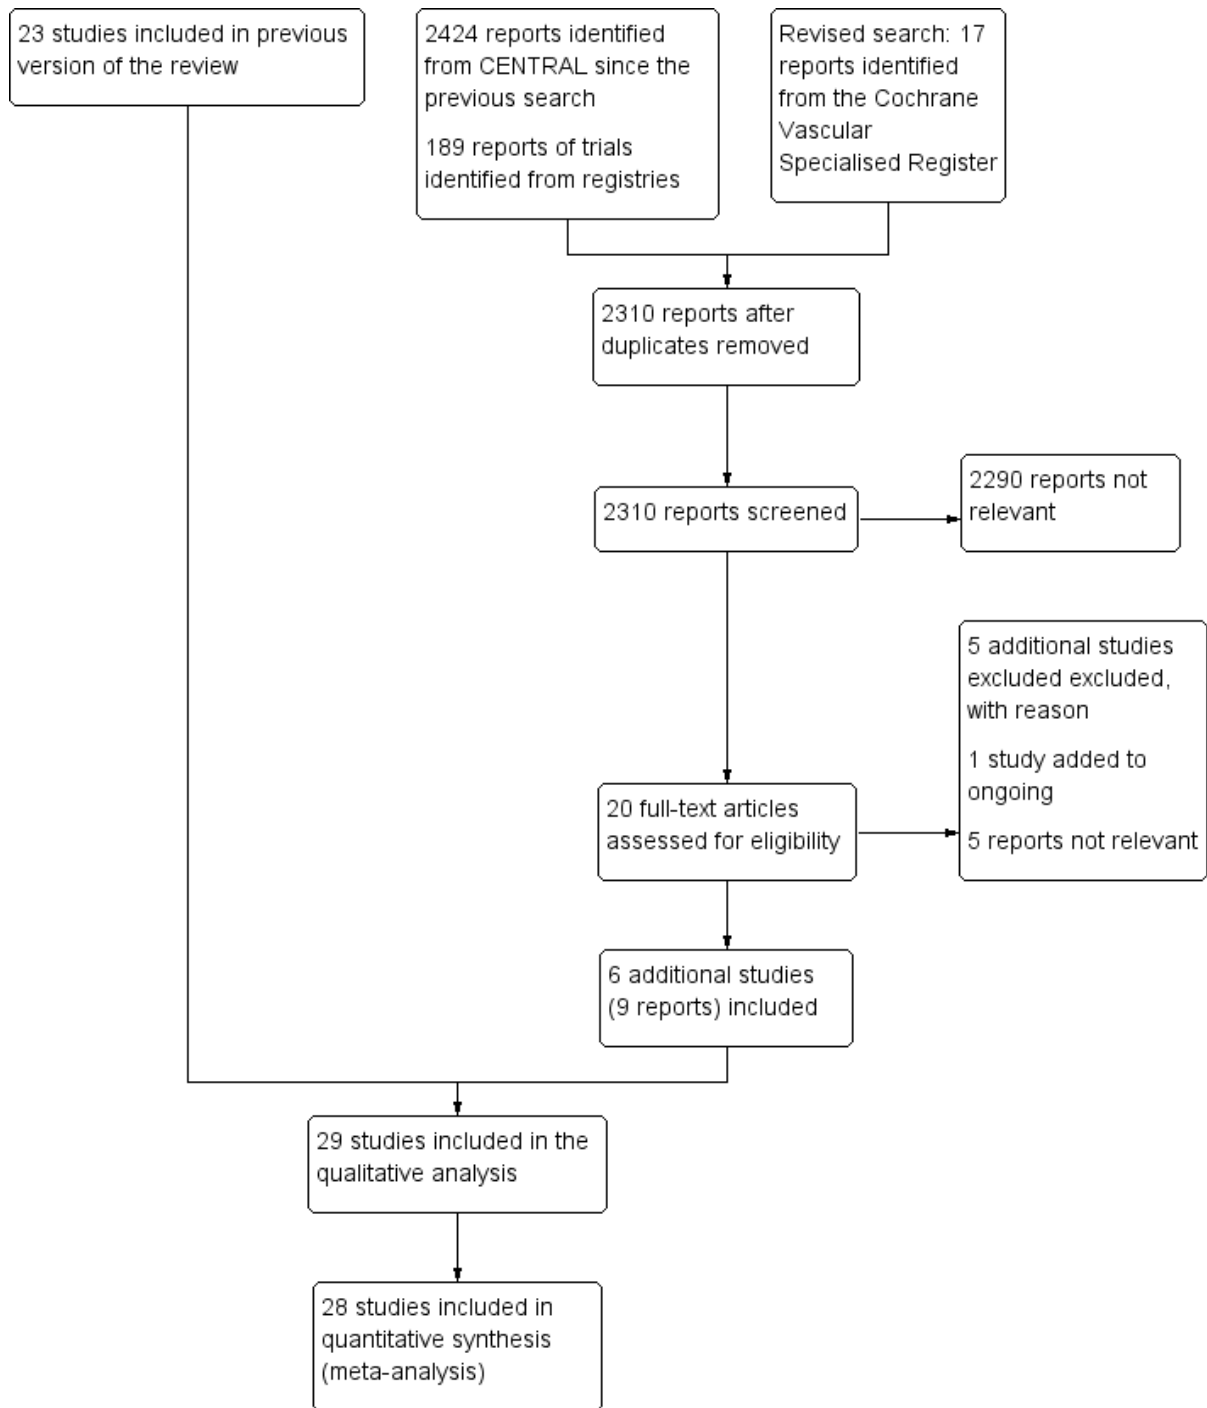 23 studies included in previous
version of the review
2424 reports identified
from CENTRAL since the
previous search
189 reports of trials
identified from registries
Revised search: 17
reports identified
from the Cochrane
Vascular
Specialised Register
2310 reports after
duplicates removed
2310 reports screened
2290 reports not
relevant
20 full-text articles
assessed for eligibility
5 additional studies
excluded excluded,
with reason
1 study added to
ongoing
5 reports not relevant
6 additional studies
(9 reports) included
29 studies included in the
qualitative analysis
28 studies included in
quantitative synthesis
(meta-analysis)